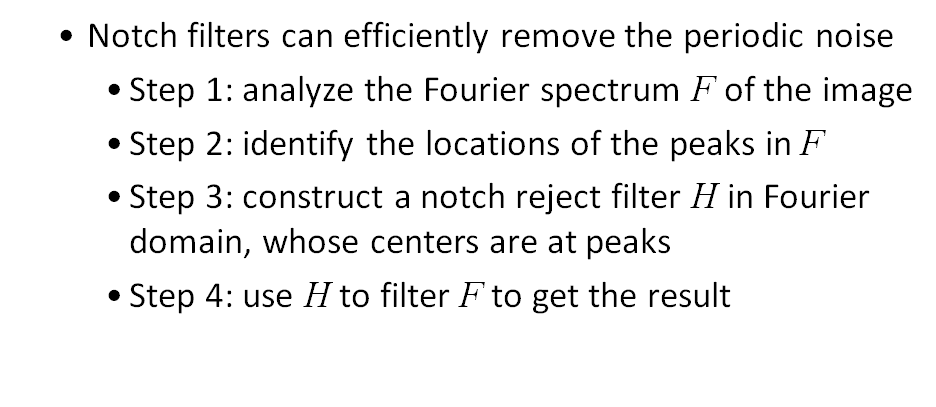 • Notch filters can efficiently remove the periodic noise
• Step 1: analyze the Fourier spectrum F of the image
• Step 2: identify the locations of the peaks in F
• Step 3: construct a notch reject filter H in Fourier
domain, whose centers are at peaks
• Step 4: use H to filter F to get the result